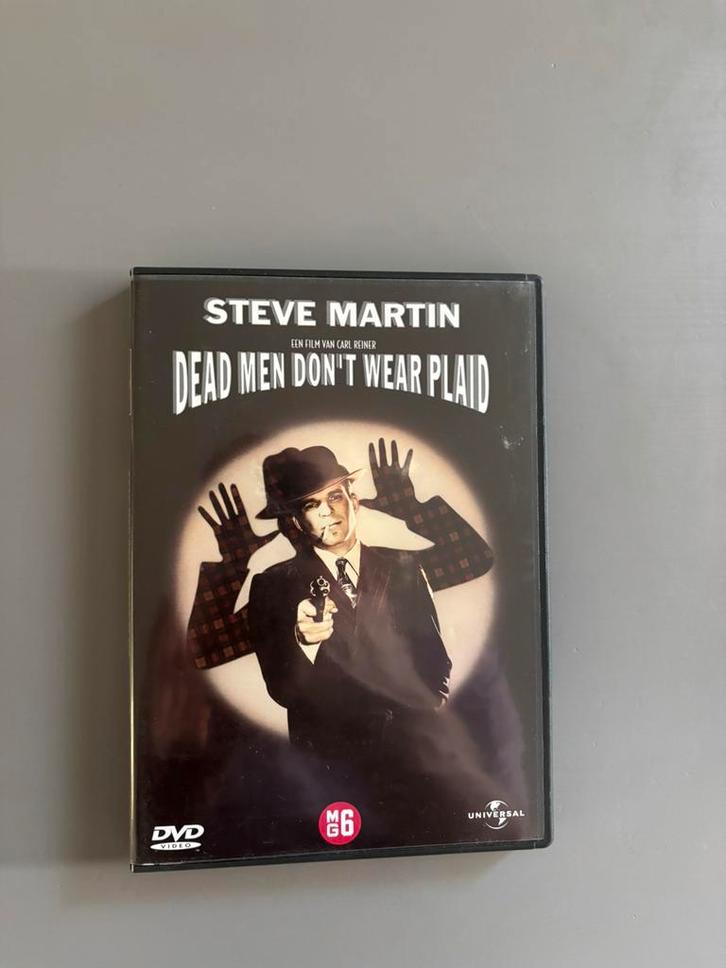 STEVE MARTIN
EEN FILM VAN CARL REINER
DEAD MEN DON'T WEAR PLAID
DVD
VIDEO
MG6
UNIVERSAL